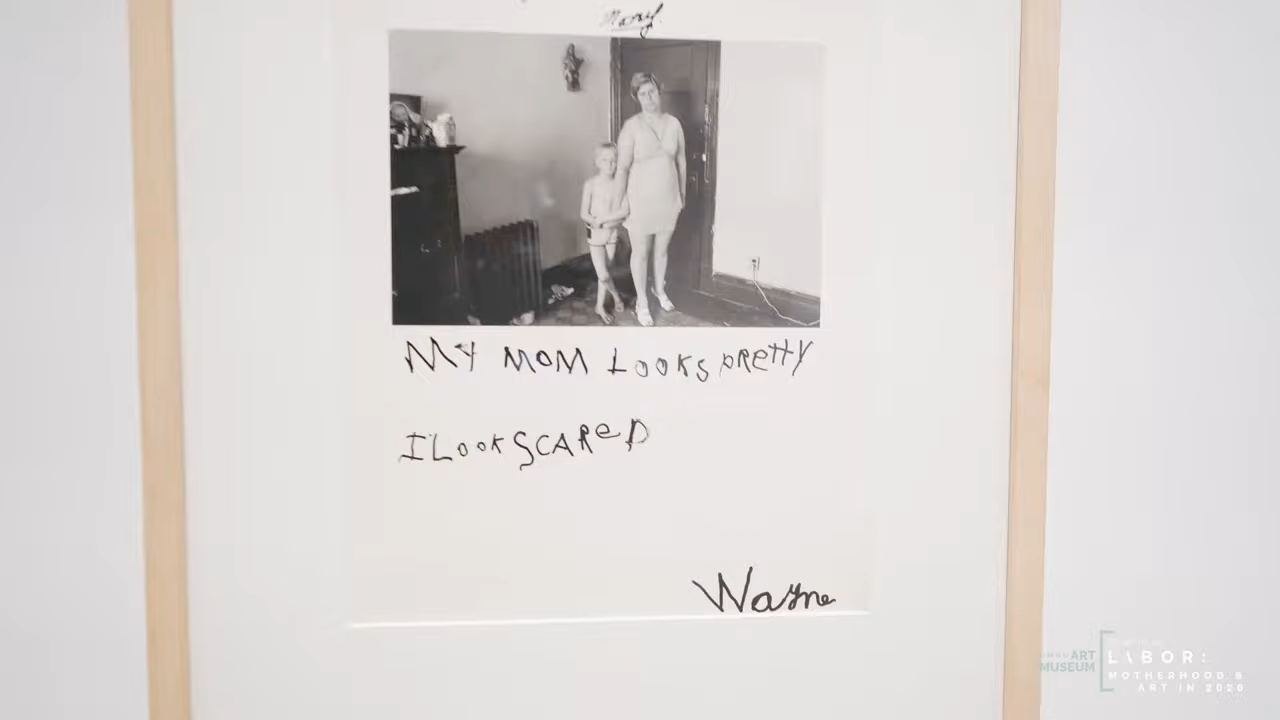 Mary.
MY MOM LOOKS PRETTY
I LOOK SCARED
Wayne
ART
MUSEUM
LABOR:
MOTHERHOOD &
ART IN 2020